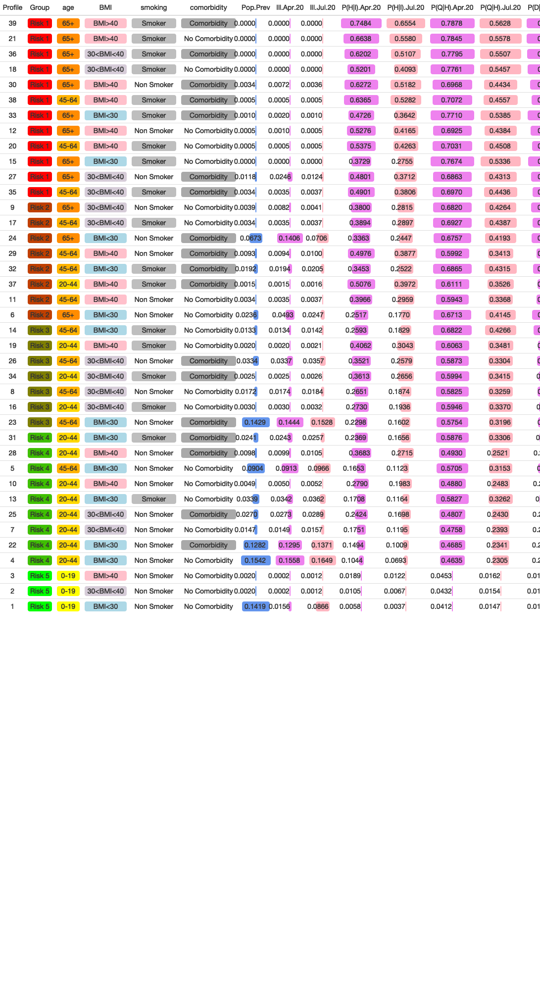 Profile Group age BMI smoking comorbidity Pop.Prev Ill.Apr.20 Ill.Jul.20 P(H|I).Apr.20 P(H|I).Jul.20 P(Q|H).Apr.20 P(Q|H).Jul.20 P(D|
39 Risk 1 65+ BMI>40 Smoker Comorbidity 0.0000 0.0000 0.0000 0.7484 0.6554 0.7878 0.5628
21 Risk 1 65+ BMI>40 Smoker No Comorbidity 0.0000 0.0000 0.0000 0.6638 0.5580 0.7845 0.5578
36 Risk 1 65+ 30<BMI<40 Smoker Comorbidity 0.0000 0.0000 0.0000 0.6202 0.5107 0.7795 0.5507
18 Risk 1 65+ 30<BMI<40 Smoker No Comorbidity 0.0000 0.0000 0.0000 0.5201 0.4093 0.7761 0.5457
30 Risk 1 65+ BMI>40 Non Smoker Comorbidity 0.0034 0.0072 0.0036 0.6272 0.5182 0.6968 0.4434
38 Risk 1 45-64 BMI>40 Smoker Comorbidity 0.0005 0.0005 0.0005 0.6365 0.5282 0.7072 0.4557
33 Risk 1 65+ BMI<30 Smoker Comorbidity 0.0010 0.0020 0.0010 0.4726 0.3642 0.7710 0.5385
12 Risk 1 65+ BMI>40 Non Smoker No Comorbidity 0.0005 0.0010 0.0005 0.5276 0.4165 0.6925 0.4384
20 Risk 1 45-64 BMI>40 Smoker No Comorbidity 0.0005 0.0005 0.0005 0.5375 0.4263 0.7031 0.4508
15 Risk 1 65+ BMI<30 Smoker No Comorbidity 0.0000 0.0000 0.0000 0.3729 0.2755 0.7674 0.5336
27 Risk 1 65+ 30<BMI<40 Non Smoker Comorbidity 0.0118 0.0246 0.0124 0.4801 0.3712 0.6863 0.4313
35 Risk 1 45-64 30<BMI<40 Smoker Comorbidity 0.0034 0.0035 0.0037 0.4901 0.3806 0.6970 0.4436
9 Risk 2 65+ 30<BMI<40 Non Smoker No Comorbidity 0.0039 0.0082 0.0041 0.3800 0.2815 0.6820 0.4264
17 Risk 2 45-64 30<BMI<40 Smoker No Comorbidity 0.0034 0.0035 0.0037 0.3894 0.2897 0.6927 0.4387
24 Risk 2 65+ BMI<30 Non Smoker Comorbidity 0.0673 0.1406 0.0706 0.3363 0.2447 0.6757 0.4193
29 Risk 2 45-64 BMI>40 Non Smoker Comorbidity 0.0093 0.0094 0.0100 0.4976 0.3877 0.5992 0.3413
32 Risk 2 45-64 BMI<30 Smoker Comorbidity 0.0192 0.0194 0.0205 0.3453 0.2522 0.6865 0.4315
37 Risk 2 20-44 BMI>40 Smoker Comorbidity 0.0015 0.0015 0.0016 0.5076 0.3972 0.6111 0.3526
11 Risk 2 45-64 BMI>40 Non Smoker No Comorbidity 0.0034 0.0035 0.0037 0.3966 0.2959 0.5943 0.3368
6 Risk 2 65+ BMI<30 Non Smoker No Comorbidity 0.0236 0.0493 0.0247 0.2517 0.1770 0.6713 0.4145
14 Risk 3 45-64 BMI<30 Smoker No Comorbidity 0.0133 0.0134 0.0142 0.2593 0.1829 0.6822 0.4266
19 Risk 3 20-44 BMI>40 Smoker No Comorbidity 0.0020 0.0020 0.0021 0.4062 0.3043 0.6063 0.3481
26 Risk 3 45-64 30<BMI<40 Non Smoker Comorbidity 0.0334 0.0337 0.0357 0.3521 0.2579 0.5873 0.3304
34 Risk 3 20-44 30<BMI<40 Smoker Comorbidity 0.0025 0.0025 0.0026 0.3613 0.2656 0.5994 0.3415
8 Risk 3 45-64 30<BMI<40 Non Smoker No Comorbidity 0.0172 0.0174 0.0184 0.2651 0.1874 0.5825 0.3259
16 Risk 3 20-44 30<BMI<40 Smoker No Comorbidity 0.0030 0.0030 0.0032 0.2730 0.1936 0.5946 0.3370
23 Risk 3 45-64 BMI<30 Non Smoker Comorbidity 0.1429 0.1444 0.1528 0.2298 0.1602 0.5754 0.3196
31 Risk 4 20-44 BMI<30 Smoker Comorbidity 0.0241 0.0243 0.0257 0.2369 0.1656 0.5876 0.3306 0
28 Risk 4 20-44 BMI>40 Non Smoker Comorbidity 0.0098 0.0099 0.0105 0.3683 0.2715 0.4930 0.2521 0.
5 Risk 4 45-64 BMI<30 Non Smoker No Comorbidity 0.0904 0.0913 0.0966 0.1653 0.1123 0.5705 0.3153
10 Risk 4 20-44 BMI>40 Non Smoker No Comorbidity 0.0049 0.0050 0.0052 0.2790 0.1983 0.4880 0.2483 0.2
13 Risk 4 20-44 BMI<30 Smoker No Comorbidity 0.0339 0.0342 0.0362 0.1708 0.1164 0.5827 0.3262 0
25 Risk 4 20-44 30<BMI<40 Non Smoker Comorbidity 0.0270 0.0273 0.0289 0.2424 0.1698 0.4807 0.2430 0.2
7 Risk 4 20-44 30<BMI<40 Non Smoker No Comorbidity 0.0147 0.0149 0.0157 0.1751 0.1195 0.4758 0.2393 0.2
22 Risk 4 20-44 BMI<30 Non Smoker Comorbidity 0.1282 0.1295 0.1371 0.1494 0.1009 0.4685 0.2341 0.2
4 Risk 4 20-44 BMI<30 Non Smoker No Comorbidity 0.1542 0.1558 0.1649 0.1044 0.0693 0.4635 0.2305 0.2
3 Risk 5 0-19 BMI>40 Non Smoker No Comorbidity 0.0020 0.0002 0.0012 0.0189 0.0122 0.0453 0.0162 0.01
2 Risk 5 0-19 30<BMI<40 Non Smoker No Comorbidity 0.0020 0.0002 0.0012 0.0105 0.0067 0.0432 0.0154 0.01
1 Risk 5 0-19 BMI<30 Non Smoker No Comorbidity 0.1419 0.0156 0.0866 0.0058 0.0037 0.0412 0.0147 0.01